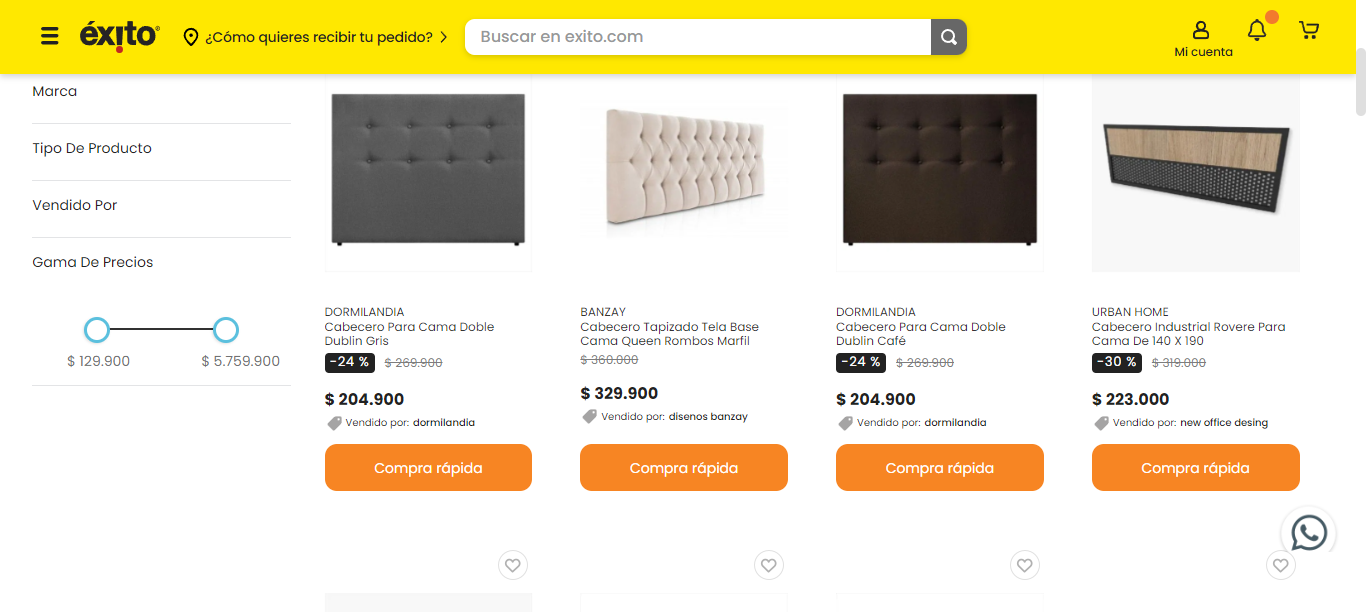 éxito
¿Cómo quieres recibir tu pedido?
Buscar en exito.com
Mi cuenta
Marca
Tipo De Producto
Vendido Por
Gama De Precios
$ 129.900
$ 5.759.900
DORMILANDIA
Cabecero Para Cama Doble
Dublin Gris
-24 %
$ 269.900
$ 204.900
Vendido por: dormilandia
Compra rápida
BANZAY
Cabecero Tapizado Tela Base
Cama Queen Rombos Marfil
$ 360.000
$ 329.900
Vendido por: disenos banzay
Compra rápida
DORMILANDIA
Cabecero Para Cama Doble
Dublin Café
-24 %
$ 269.900
$ 204.900
Vendido por: dormilandia
Compra rápida
URBAN HOME
Cabecero Industrial Rovere Para
Cama De 140 X 190
-30 %
$ 319.000
$ 223.000
Vendido por: new office desing
Compra rápida